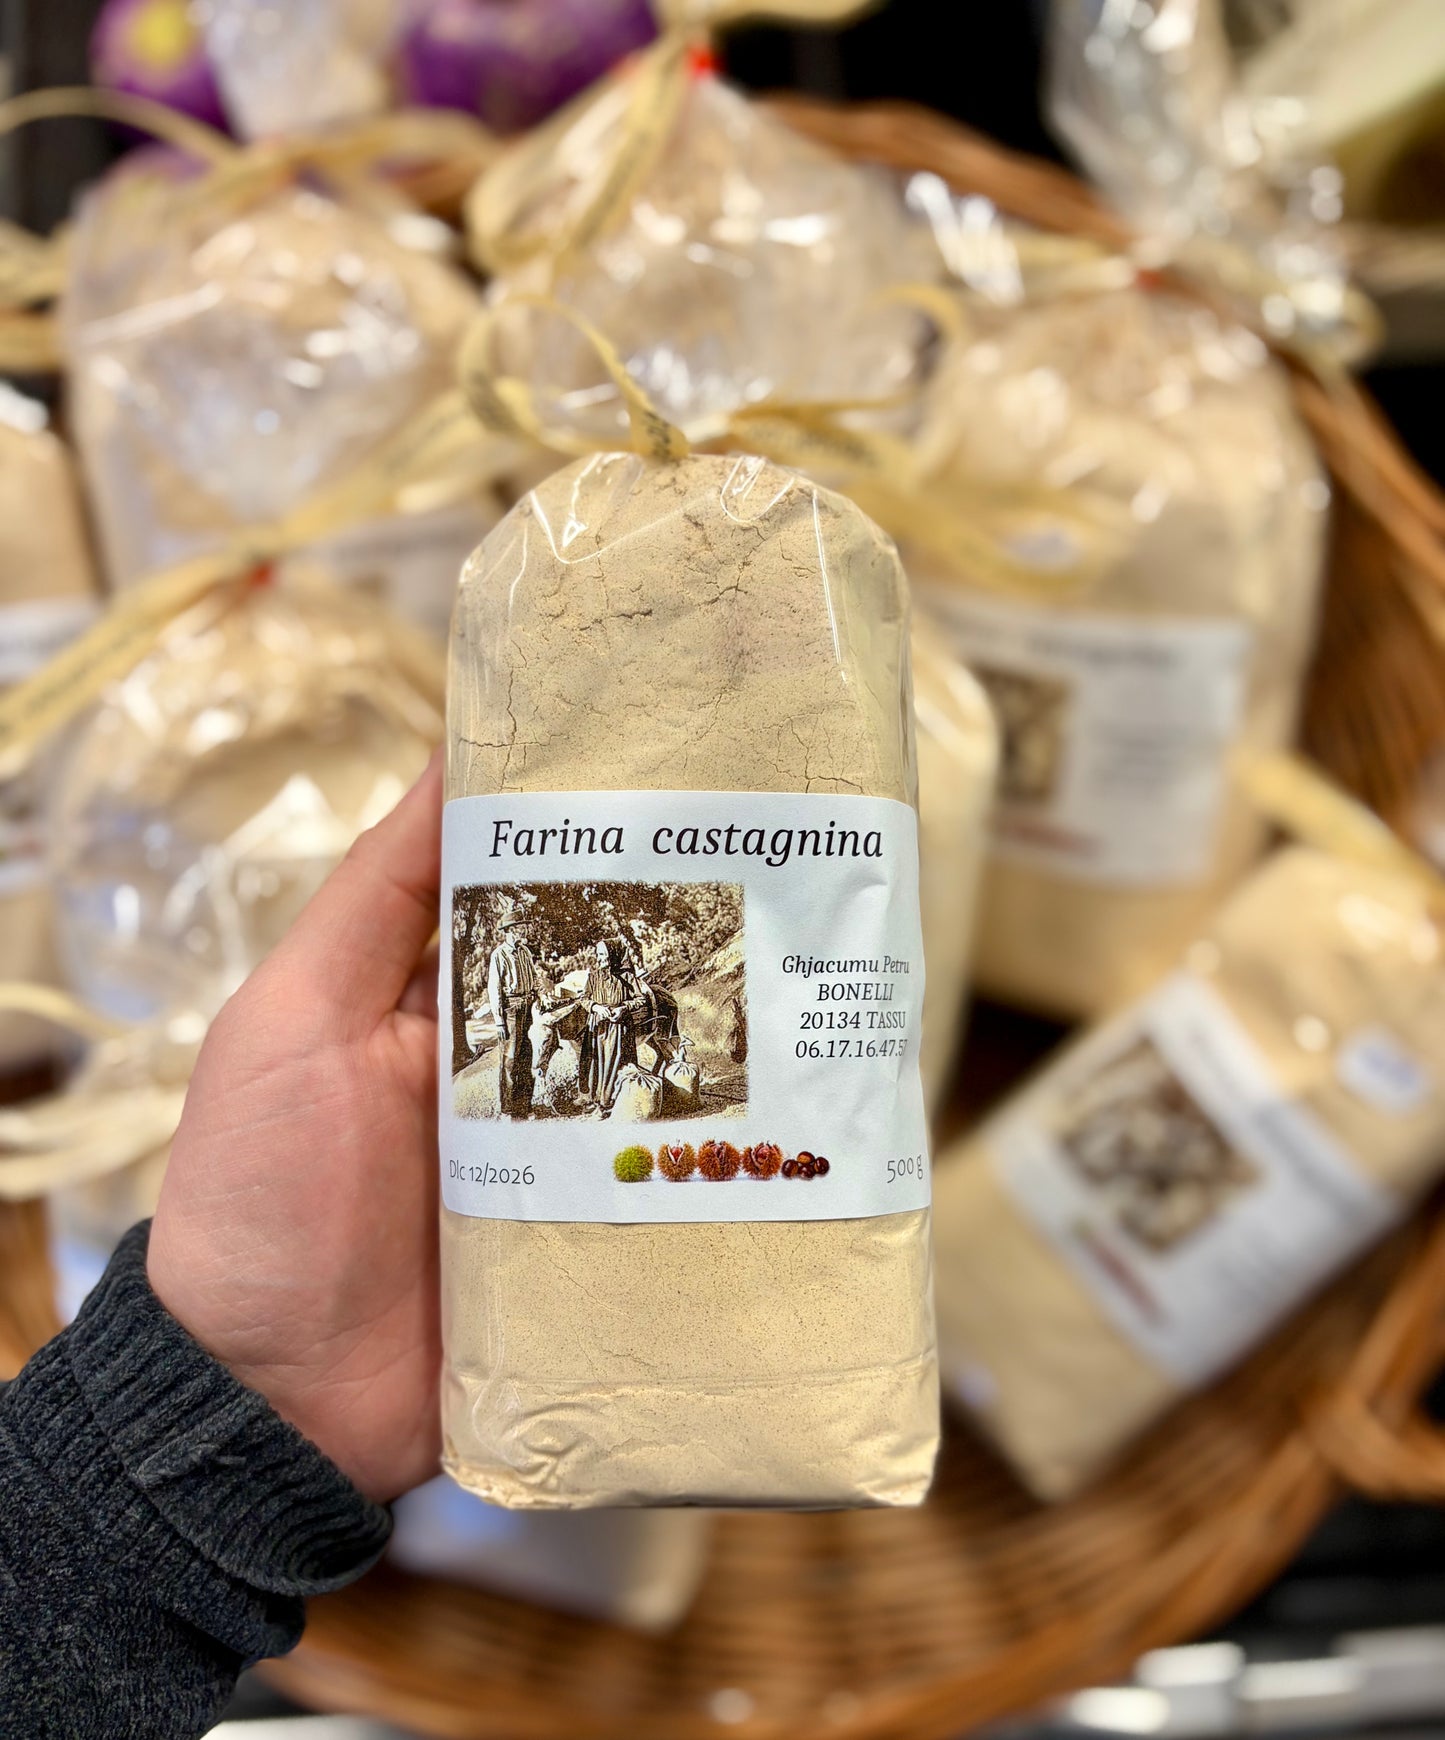 Farina castagnina
Ghjacumu Petru
BONELLI
20134 TASSU
06.17.16.47.57
Dlc 12/2026
500 g